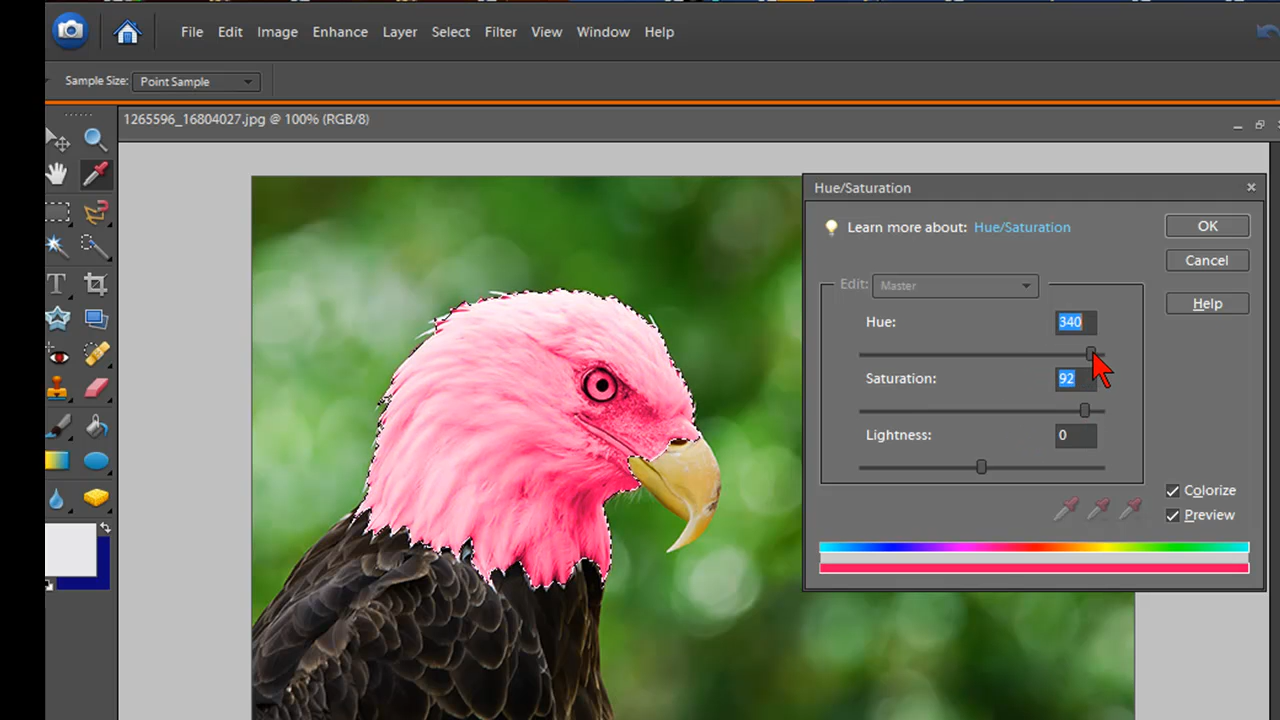 File Edit Image Enhance Layer Select Filter View Window Help
Sample Size: Point Sample
1265596_16804027.jpg @ 100% (RGB/8)
Hue/Saturation
Learn more about: Hue/Saturation
OK
Cancel
Edit: Master
Help
Hue: 340
Saturation: 92
Lightness: 0
Colorize
Preview
T